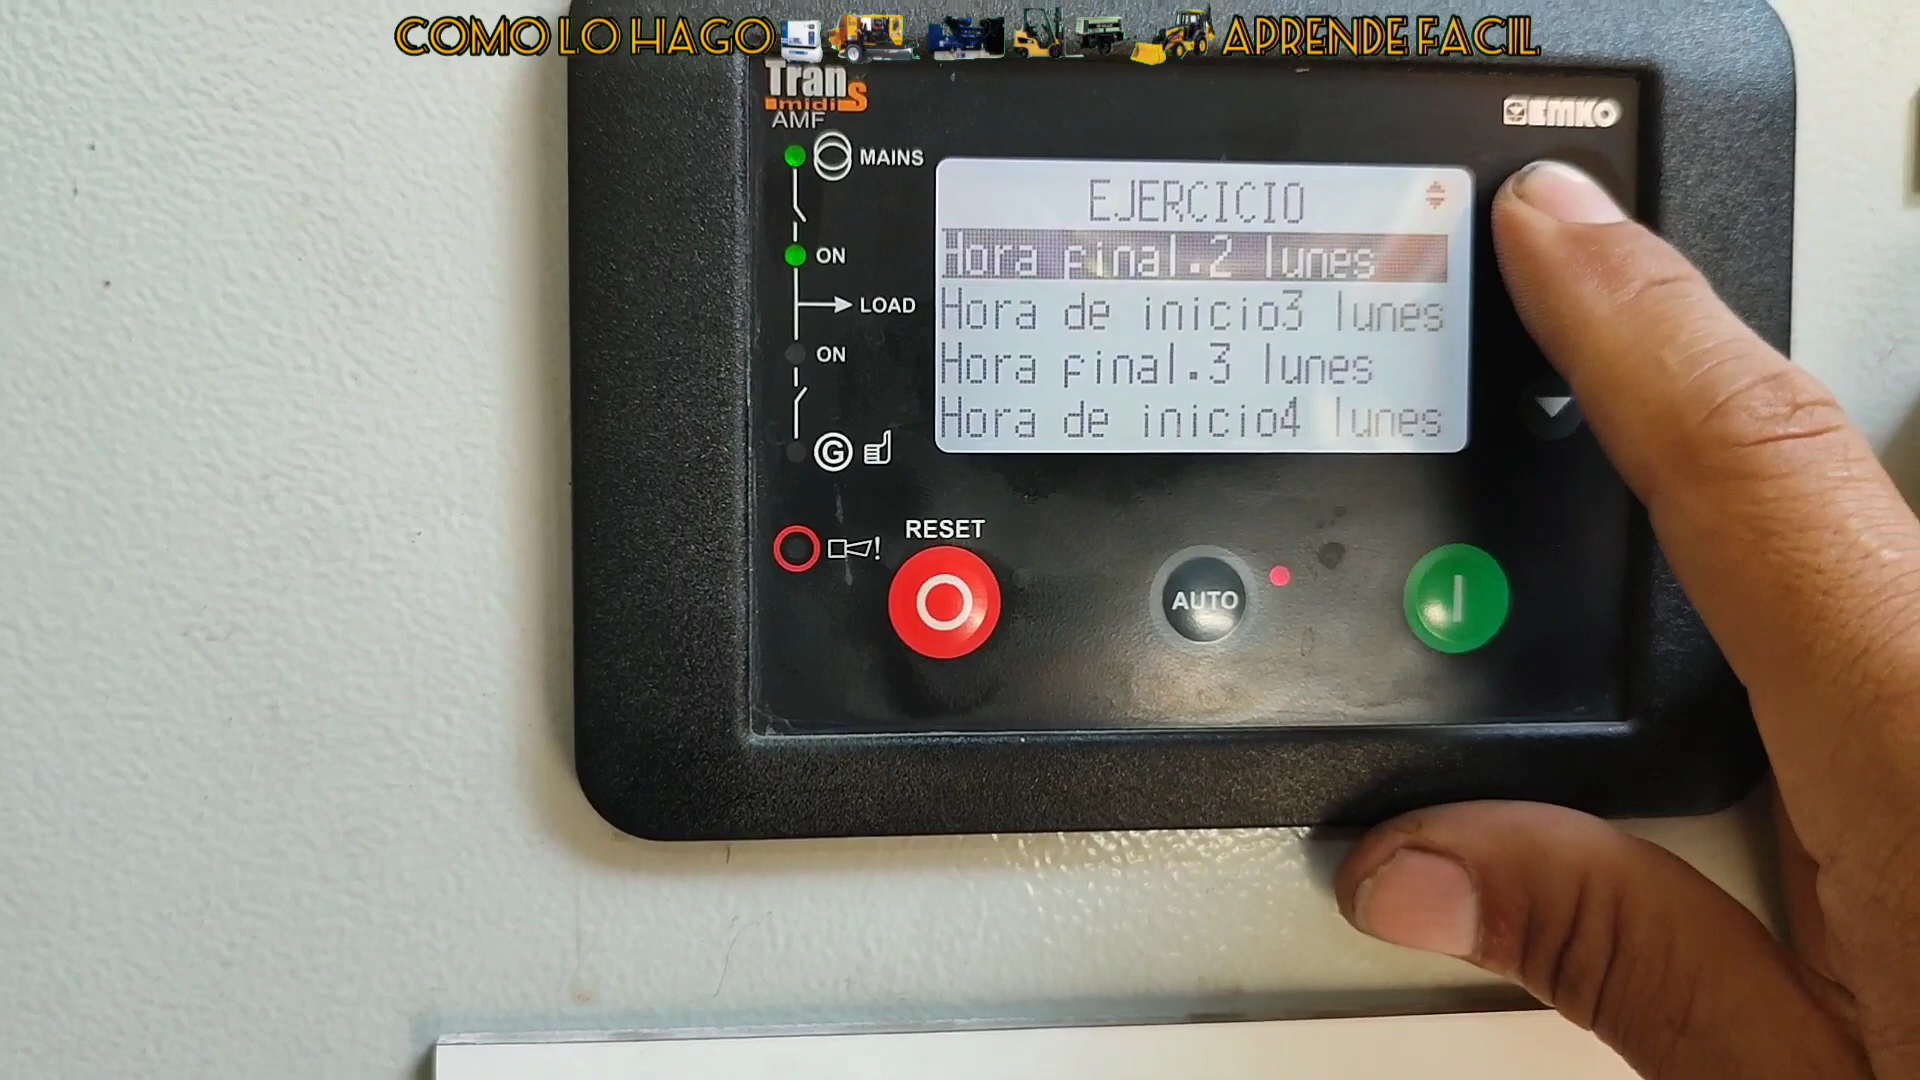 COMO LO HAGO APRENDE FACIL
Trans
midi
AMF
EMKO
MAINS
ON
LOAD
ON
G
EJERCICIO
Hora final.2 lunes
Hora de inicio3 lunes
Hora final.3 lunes
Hora de inicio4 lunes
!
RESET
AUTO